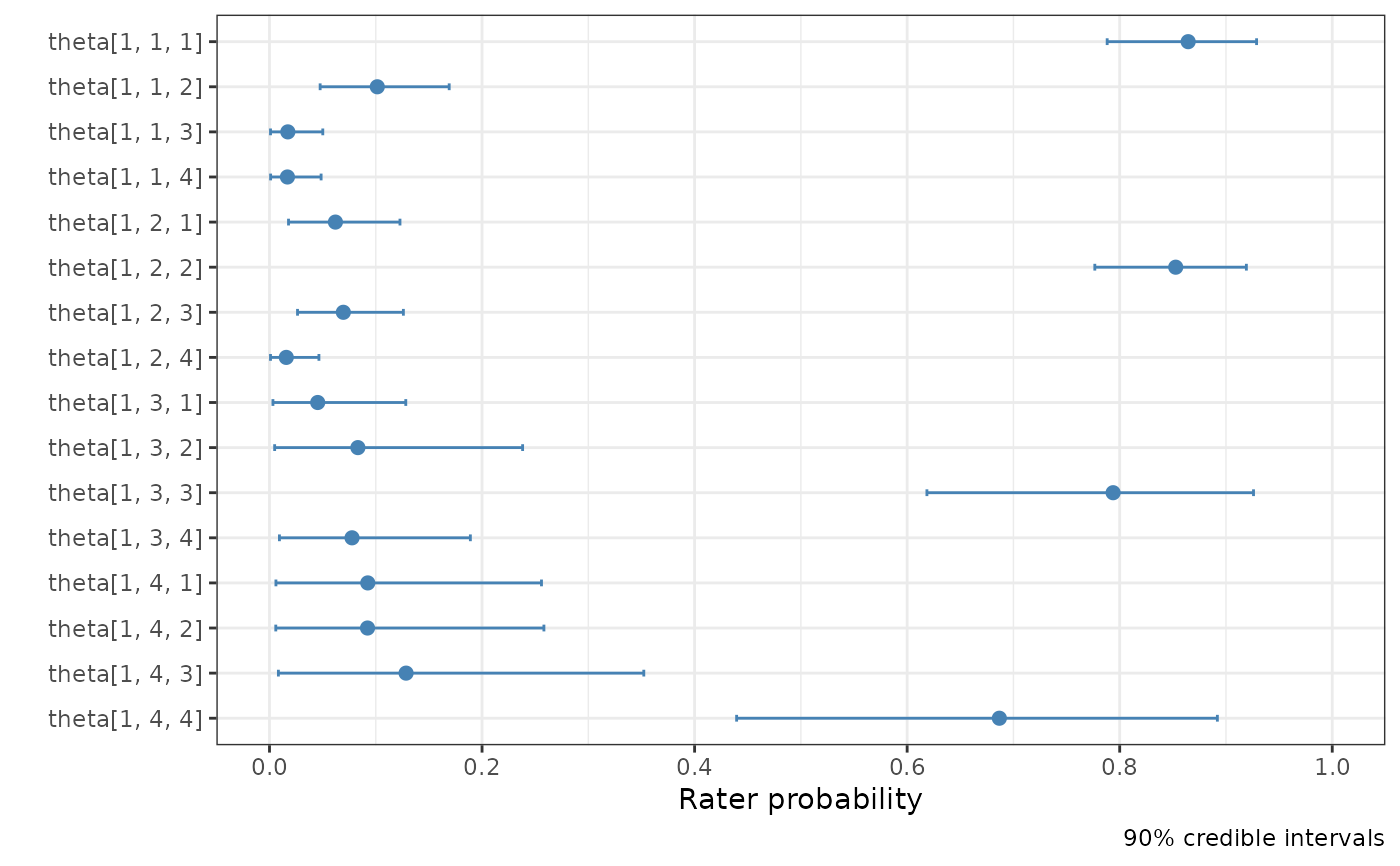 theta[1, 1, 1]
theta[1, 1, 2]
theta[1, 1, 3]
theta[1, 1, 4]
theta[1, 2, 1]
theta[1, 2, 2]
theta[1, 2, 3]
theta[1, 2, 4]
theta[1, 3, 1]
theta[1, 3, 2]
theta[1, 3, 3]
theta[1, 3, 4]
theta[1, 4, 1]
theta[1, 4, 2]
theta[1, 4, 3]
theta[1, 4, 4]
0.0 0.2 0.4 0.6 0.8 1.0
Rater probability
90% credible intervals